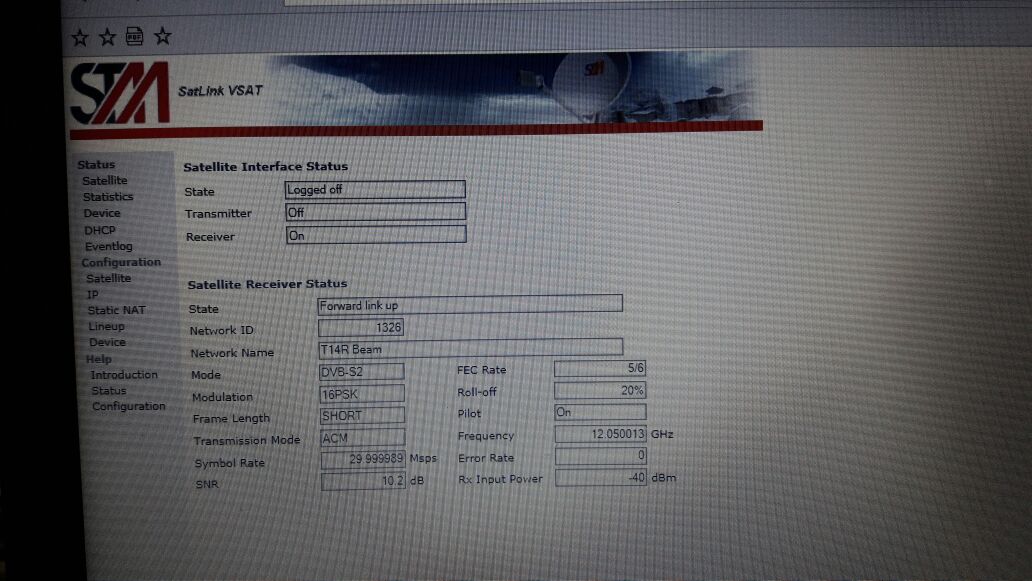 PDF
STM SatLink VSAT
STM
Status
Satellite
Statistics
Device
DHCP
Eventlog
Configuration
Satellite
IP
Static NAT
Lineup
Device
Help
Introduction
Status
Configuration
Satellite Interface Status
State Logged off
Transmitter Off
Receiver On
Satellite Receiver Status
State Forward link up
Network ID 1326
Network Name T14R Beam
Mode DVB-S2 FEC Rate 5/6
Modulation 16PSK Roll-off 20%
Frame Length SHORT Pilot On
Transmission Mode ACM Frequency 12.050013 GHz
Symbol Rate 29.999989 Msps Error Rate 0
SNR 10.2 dB Rx Input Power -40 dBm